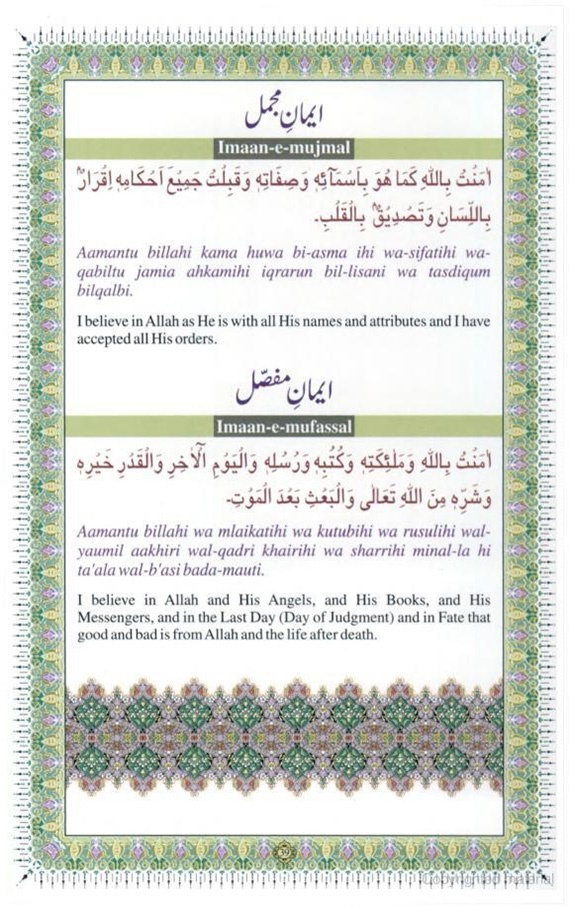 ایمانِ مجمل
Imaan-e-mujmal
اٰمَنْتُ بِاللّٰهِ كَمَا هُوَ بِاَسْمَآئِهٖ وَصِفَاتِهٖ وَقَبِلْتُ جَمِيْعَ اَحْكَامِهٖ اِقْرَارٌۢ
بِاللِّسَانِ وَتَصْدِيْقٌۢ بِالْقَلْبِ۔
Aamantu billahi kama huwa bi-asma ihi wa-sifatihi wa-
qabiltu jamia ahkamihi iqrarun bil-lisani wa tasdiqum
bilqalbi.
I believe in Allah as He is with all His names and attributes and I have
accepted all His orders.
ایمانِ مفصّل
Imaan-e-mufassal
اٰمَنْتُ بِاللّٰهِ وَمَلٰٓئِكَتِهٖ وَكُتُبِهٖ وَرُسُلِهٖ وَالْيَوْمِ الْاٰخِرِ وَالْقَدْرِ خَيْرِهٖ
وَشَرِّهٖ مِنَ اللّٰهِ تَعَالٰى وَالْبَعْثِ بَعْدَ الْمَوْتِ۔
Aamantu billahi wa mlaikatihi wa kutubihi wa rusulihi wal-
yaumil aakhiri wal-qadri khairihi wa sharrihi minal-la hi
ta'ala wal-b'asi bada-mauti.
I believe in Allah and His Angels, and His Books, and His
Messengers, and in the Last Day (Day of Judgment) and in Fate that
good and bad is from Allah and the life after death.
Copyrighted material